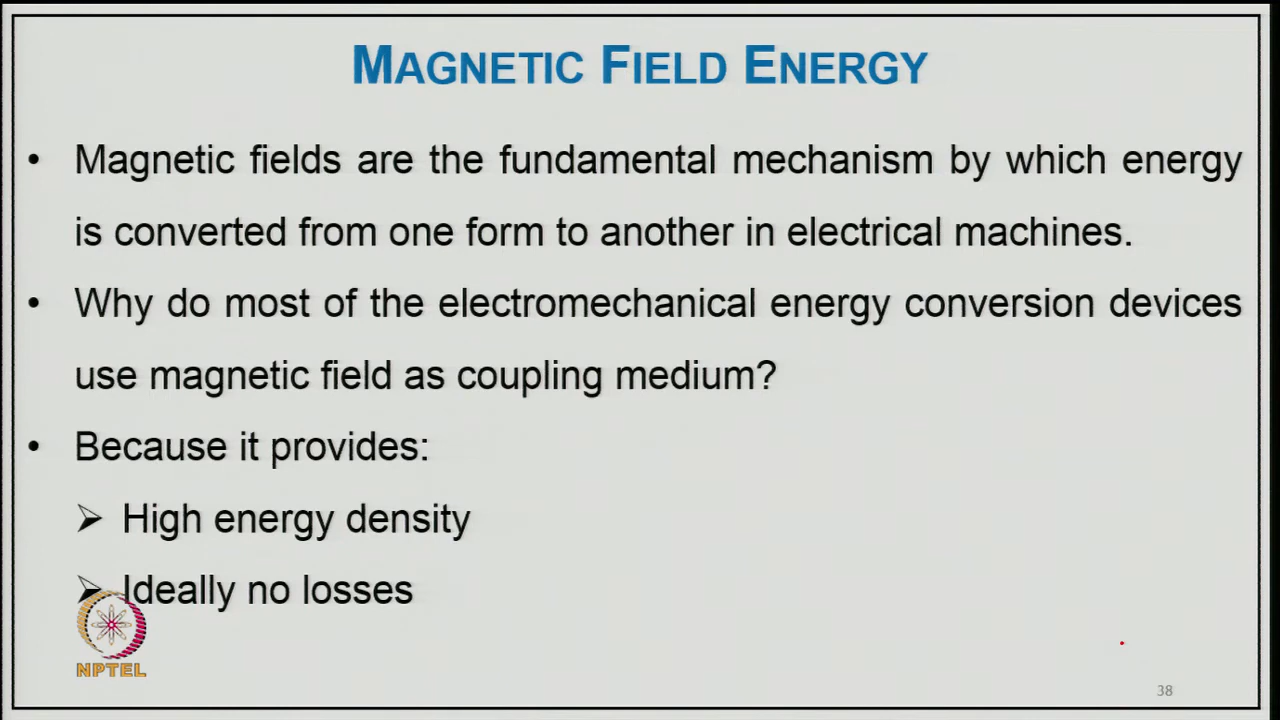 MAGNETIC FIELD ENERGY
• Magnetic fields are the fundamental mechanism by which energy
is converted from one form to another in electrical machines.
• Why do most of the electromechanical energy conversion devices
use magnetic field as coupling medium?
• Because it provides:
➢ High energy density
➢ Ideally no losses
NPTEL
38